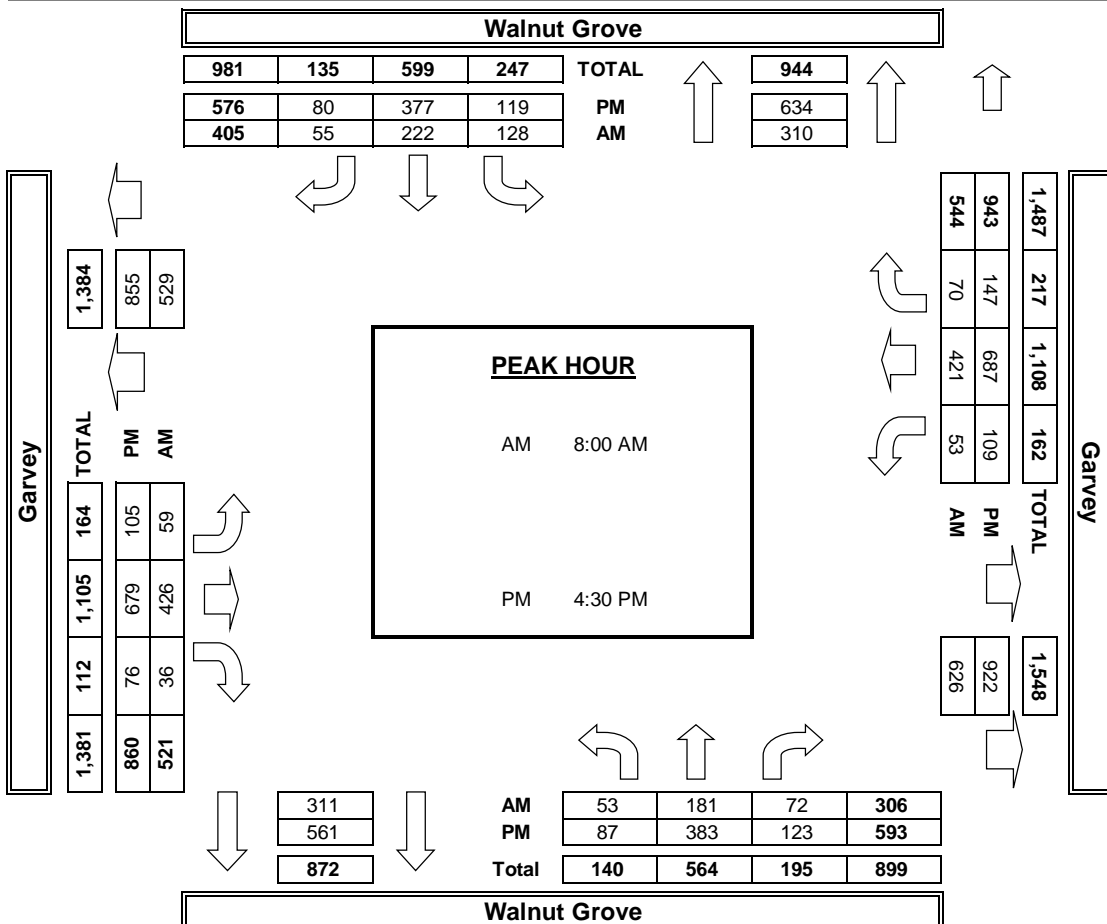 Walnut Grove
981 135 599 247 TOTAL 944
576 80 377 119 PM 634
405 55 222 128 AM 310
Garvey
1,384
855
529
TOTAL 164 1,105 112 1,381
PM 105 679 76 860
AM 59 426 36 521
PEAK HOUR
AM 8:00 AM
PM 4:30 PM
1,487 217 1,108 162 TOTAL
943 147 687 109 PM
544 70 421 53 AM
1,548
922
626
Garvey
311 AM 53 181 72 306
561 PM 87 383 123 593
872 Total 140 564 195 899
Walnut Grove